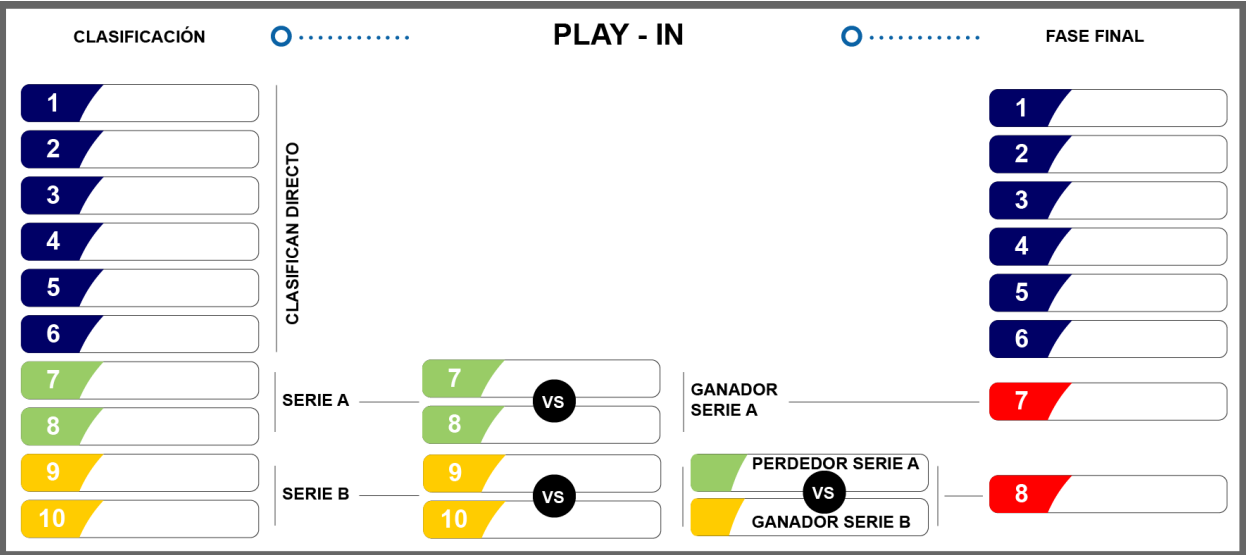 CLASIFICACIÓN
PLAY - IN
FASE FINAL
1
2
3
4
5
6
7
8
9
10
CLASIFICAN DIRECTO
SERIE A
SERIE B
7
VS
8
9
VS
10
GANADOR
SERIE A
PERDEDOR SERIE A
VS
GANADOR SERIE B
1
2
3
4
5
6
7
8